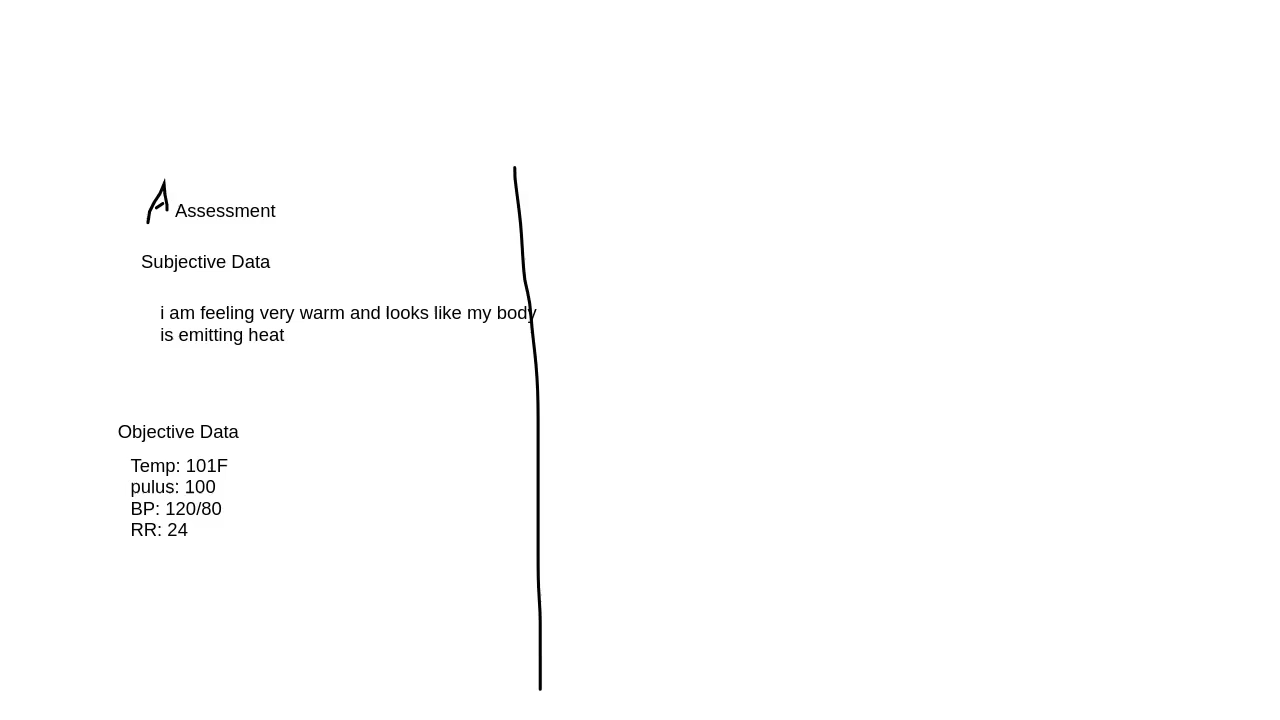 A Assessment
Subjective Data
i am feeling very warm and looks like my body
is emitting heat
Objective Data
Temp: 101F
pulus: 100
BP: 120/80
RR: 24